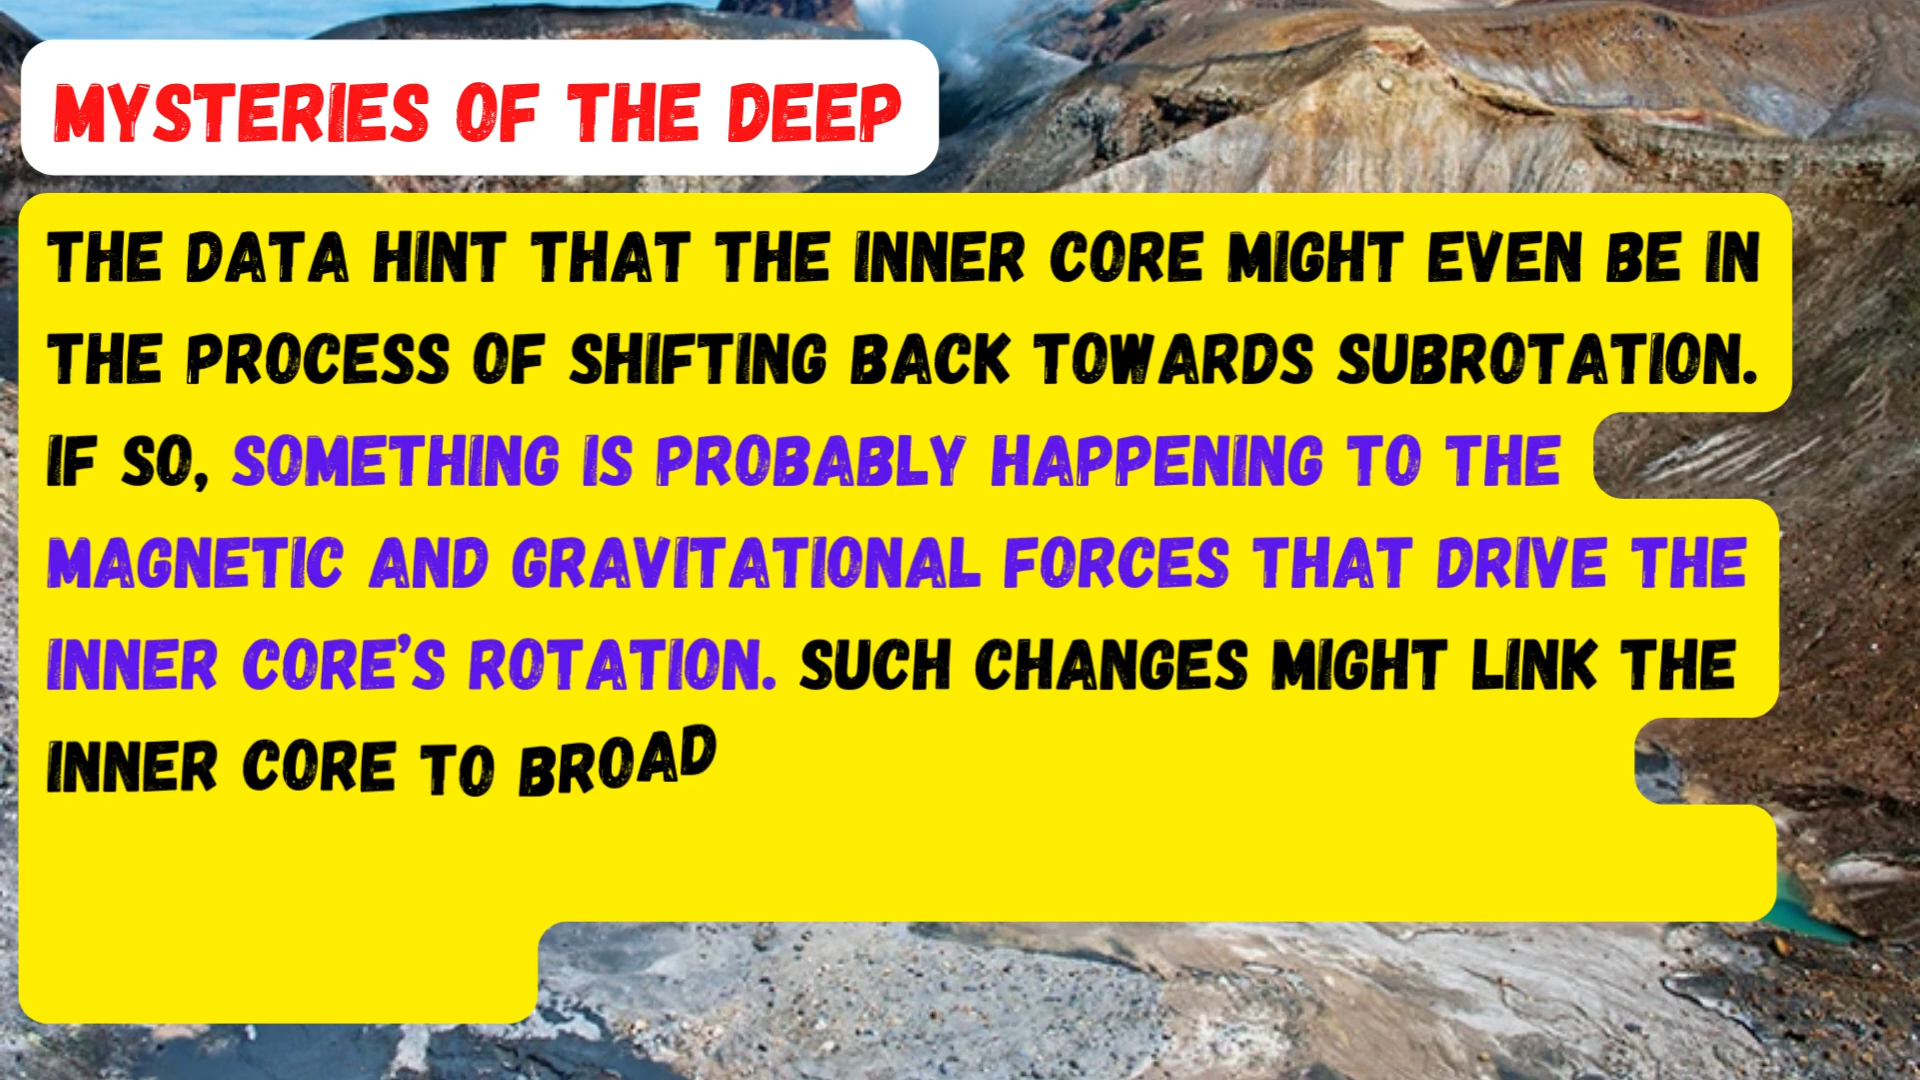 MYSTERIES OF THE DEEP
THE DATA HINT THAT THE INNER CORE MIGHT EVEN BE IN
THE PROCESS OF SHIFTING BACK TOWARDS SUBROTATION.
IF SO, SOMETHING IS PROBABLY HAPPENING TO THE
MAGNETIC AND GRAVITATIONAL FORCES THAT DRIVE THE
INNER CORE’S ROTATION. SUCH CHANGES MIGHT LINK THE
INNER CORE TO BROAD